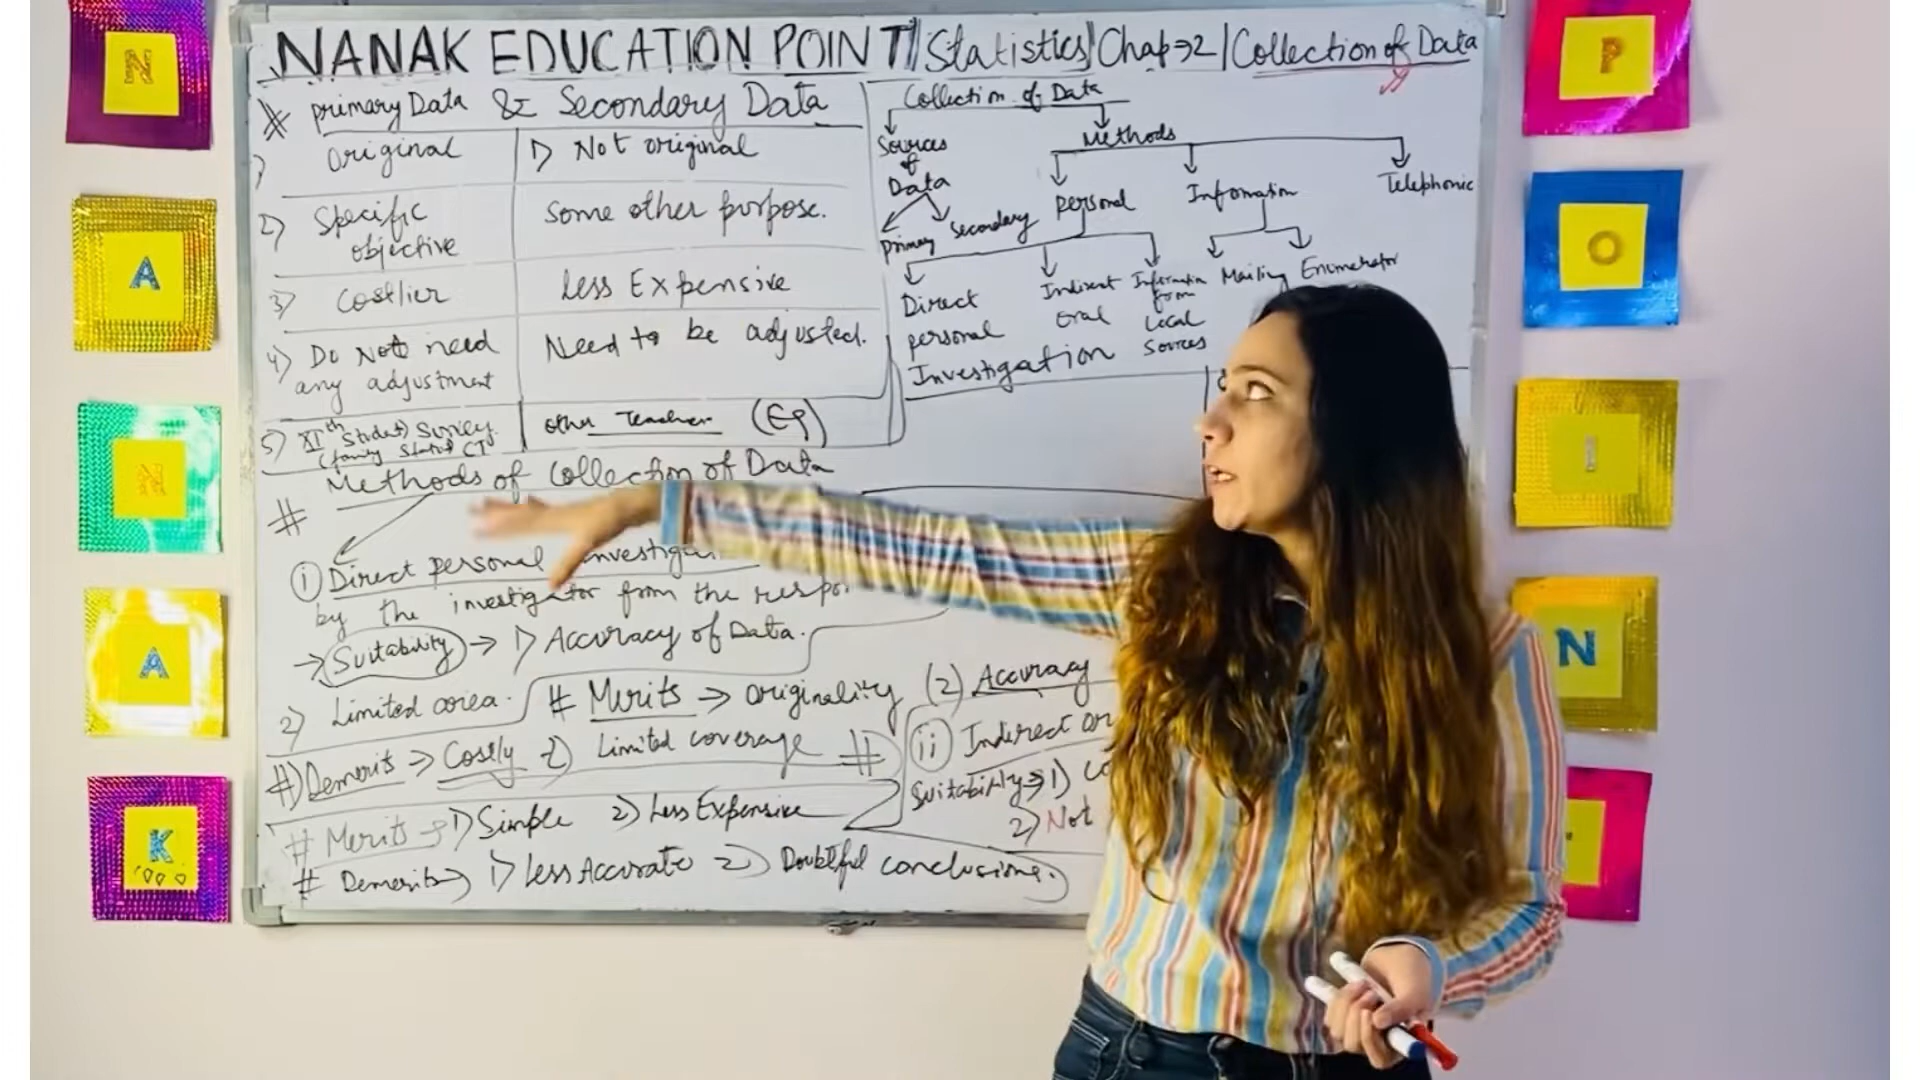 NANAK EDUCATION POINT / Statistics / Chap→2 / Collection of Data
primary Data & Secondary Data
1) Original
1) Not original
2) Specific objective
some other purpose.
3) Costlier
Less Expensive
4) Do Not need any adjustment
Need to be adjusted.
5) XIth Student) Survey
other Teacher (Eg)
Collection of Data
Sources of Data
Methods
Primary
Secondary
Personal
Information
Telephonic
Direct personal Investigation
Indirect oral
Information from Local Sources
Mailing
Enumerator
# Methods of Collection of Data
i Direct personal investiga
by the investigator from the respo
→ Suitability → 1) Accuracy of Data.
2) Limited area.
# Merits → originality (2) Accuracy
#) Demerits → Costly 2) Limited coverage #
ii Indirect or
Suitability → 1) Co
2) Not
# Merits → 1) Simple 2) Less Expensive
# Demerits → 1) Less Accurate 2) Doubtful conclusions.
N
A
N
A
K
P
O
I
N